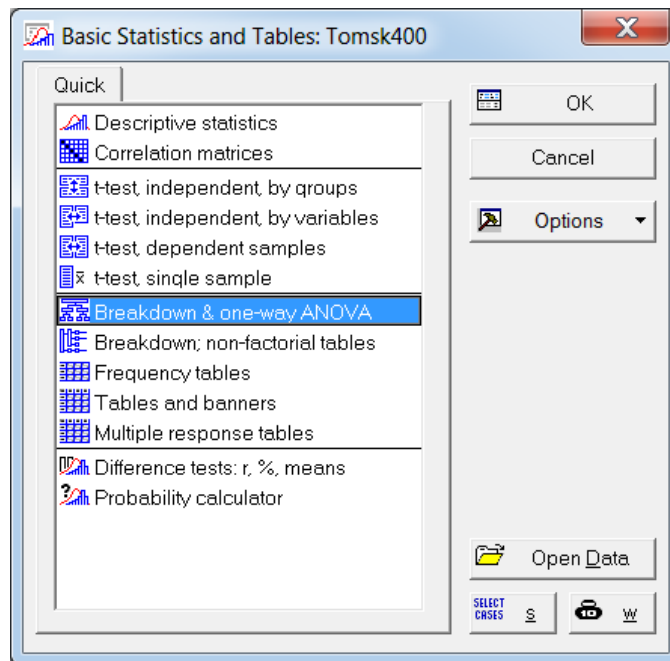 Basic Statistics and Tables: Tomsk400
Quick
Descriptive statistics
Correlation matrices
t-test, independent, by groups
t-test, independent, by variables
t-test, dependent samples
t-test, single sample
Breakdown & one-way ANOVA
Breakdown; non-factorial tables
Frequency tables
Tables and banners
Multiple response tables
Difference tests: r, %, means
Probability calculator
OK
Cancel
Options
Open Data
SELECT
CASES
S
W